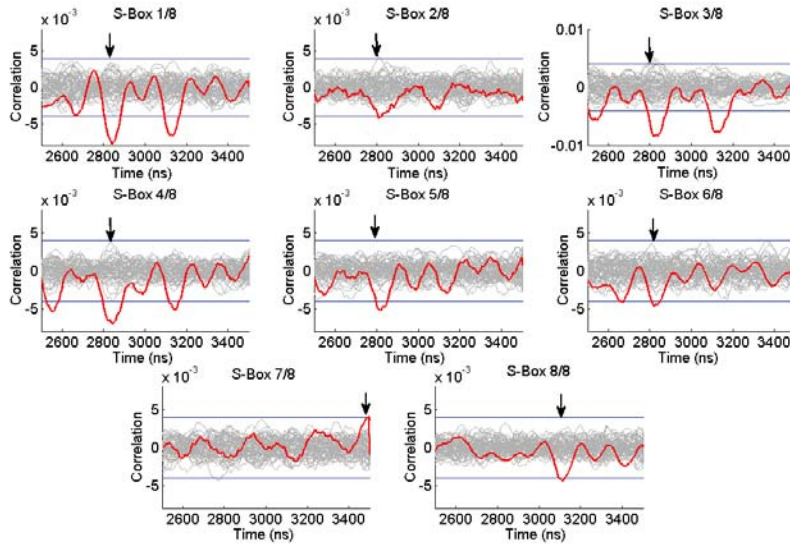 S-Box 1/8
x 10⁻³
5
0
-5
Correlation
2600 2800 3000 3200 3400
Time (ns)
S-Box 2/8
x 10⁻³
5
0
-5
Correlation
2600 2800 3000 3200 3400
Time (ns)
S-Box 3/8
0.01
0
-0.01
Correlation
2600 2800 3000 3200 3400
Time (ns)
S-Box 4/8
x 10⁻³
5
0
-5
Correlation
2600 2800 3000 3200 3400
Time (ns)
S-Box 5/8
x 10⁻³
5
0
-5
Correlation
2600 2800 3000 3200 3400
Time (ns)
S-Box 6/8
x 10⁻³
5
0
-5
Correlation
2600 2800 3000 3200 3400
Time (ns)
S-Box 7/8
x 10⁻³
5
0
-5
Correlation
2600 2800 3000 3200 3400
Time (ns)
S-Box 8/8
x 10⁻³
5
0
-5
Correlation
2600 2800 3000 3200 3400
Time (ns)